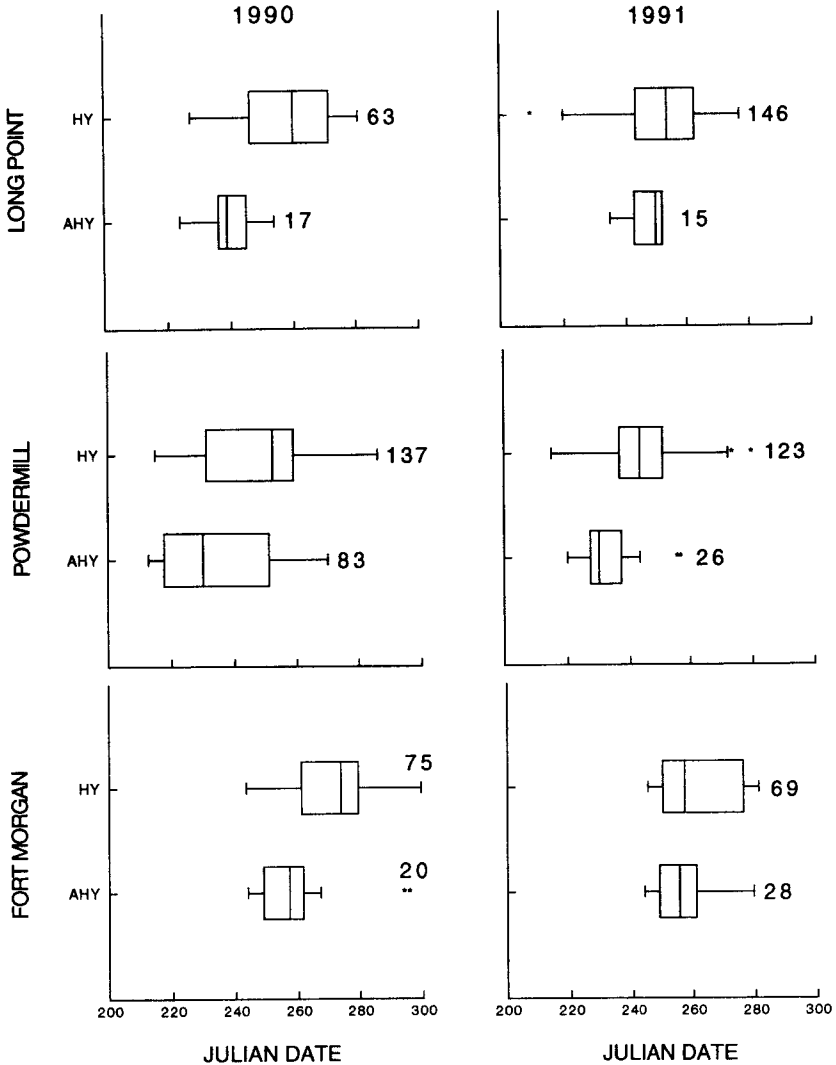 1990
1991
LONG POINT
HY
63
* 146
AHY
17
15
POWDERMILL
HY
137
* * 123
AHY
83
** 26
FORT MORGAN
HY
75
69
AHY
20
**
28
200 220 240 260 280 300
200 220 240 260 280 300
JULIAN DATE
JULIAN DATE